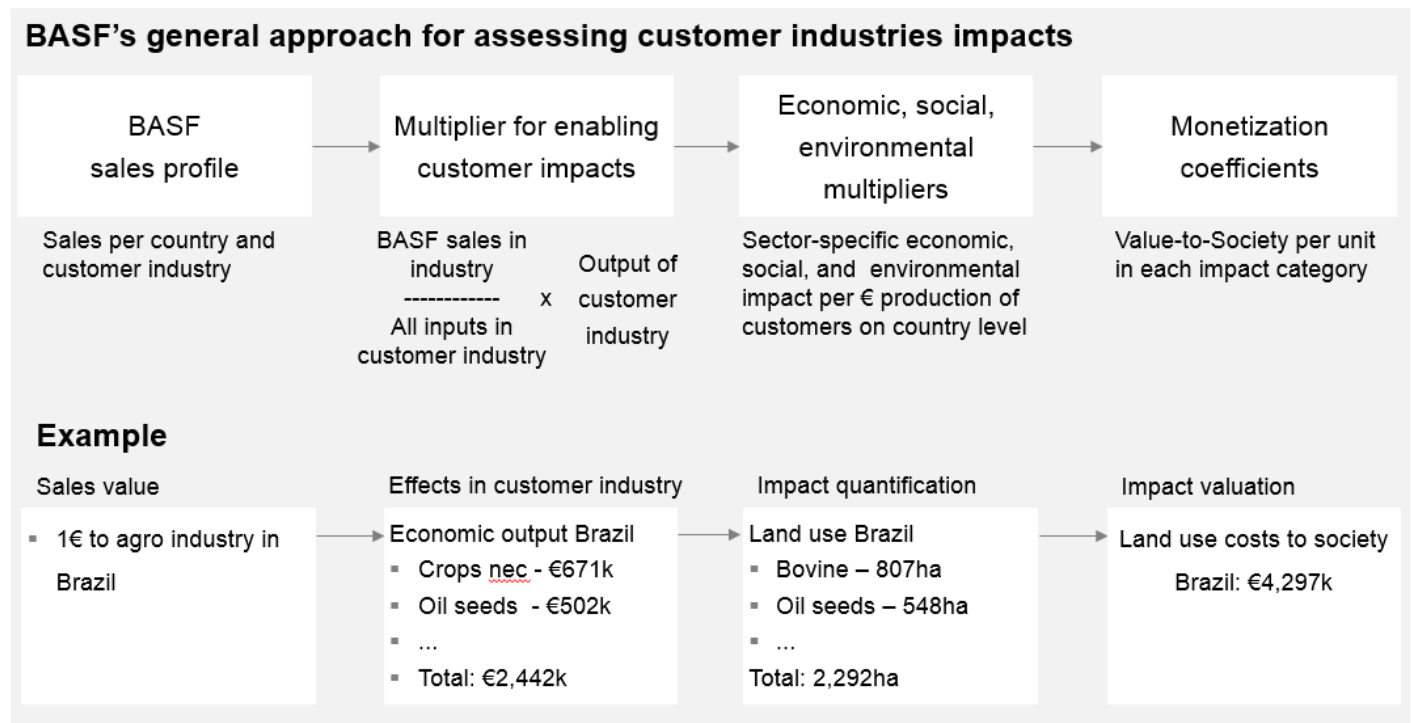 BASF's general approach for assessing customer industries impacts
BASF
sales profile
Multiplier for enabling
customer impacts
Economic, social,
environmental
multipliers
Monetization
coefficients
Sales per country and
customer industry
BASF sales in
industry
------------
All inputs in
customer industry
x
Output of
customer
industry
Sector-specific economic,
social, and environmental
impact per € production of
customers on country level
Value-to-Society per unit
in each impact category
Example
Sales value
▪ 1€ to agro industry in
Brazil
Effects in customer industry
Economic output Brazil
▪ Crops nec - €671k
▪ Oil seeds - €502k
▪ ...
▪ Total: €2,442k
Impact quantification
Land use Brazil
▪ Bovine – 807ha
▪ Oil seeds – 548ha
▪ ...
Total: 2,292ha
Impact valuation
Land use costs to society
Brazil: €4,297k